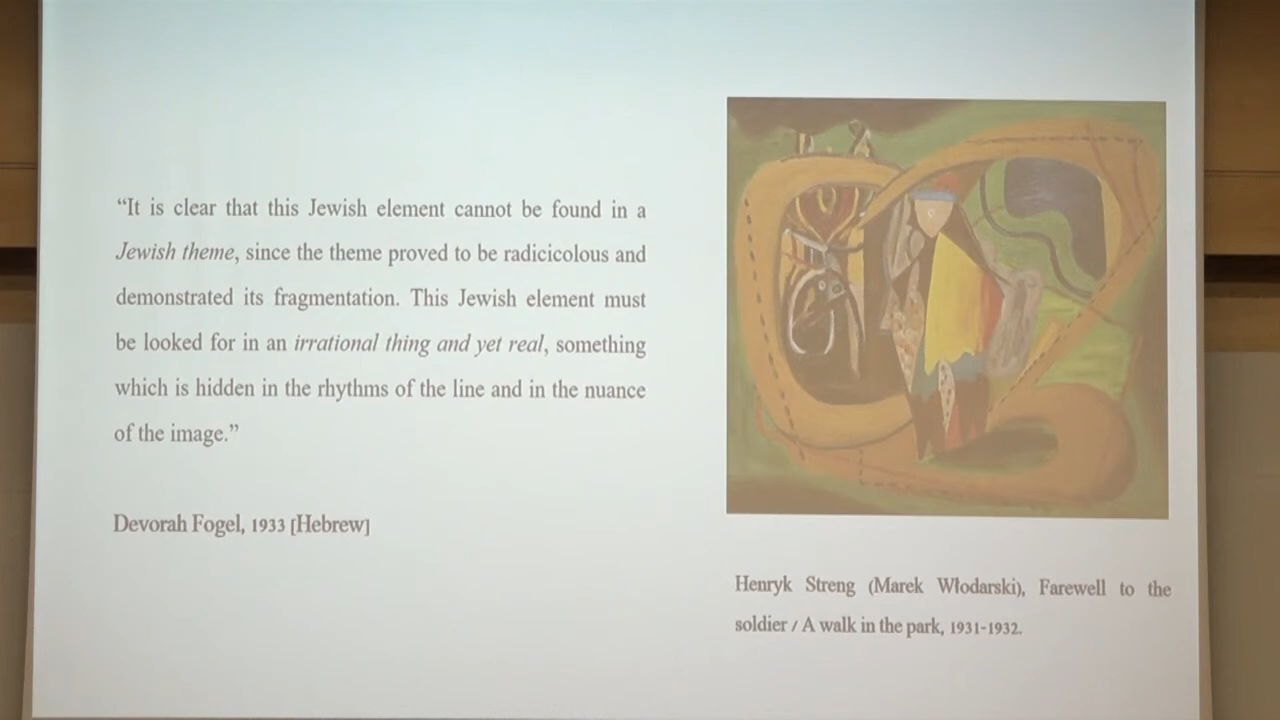 “It is clear that this Jewish element cannot be found in a
Jewish theme, since the theme proved to be radicicolous and
demonstrated its fragmentation. This Jewish element must
be looked for in an irrational thing and yet real, something
which is hidden in the rhythms of the line and in the nuance
of the image.”
Devorah Fogel, 1933 [Hebrew]
Henryk Streng (Marek Włodarski), Farewell to the
soldier / A walk in the park, 1931-1932.